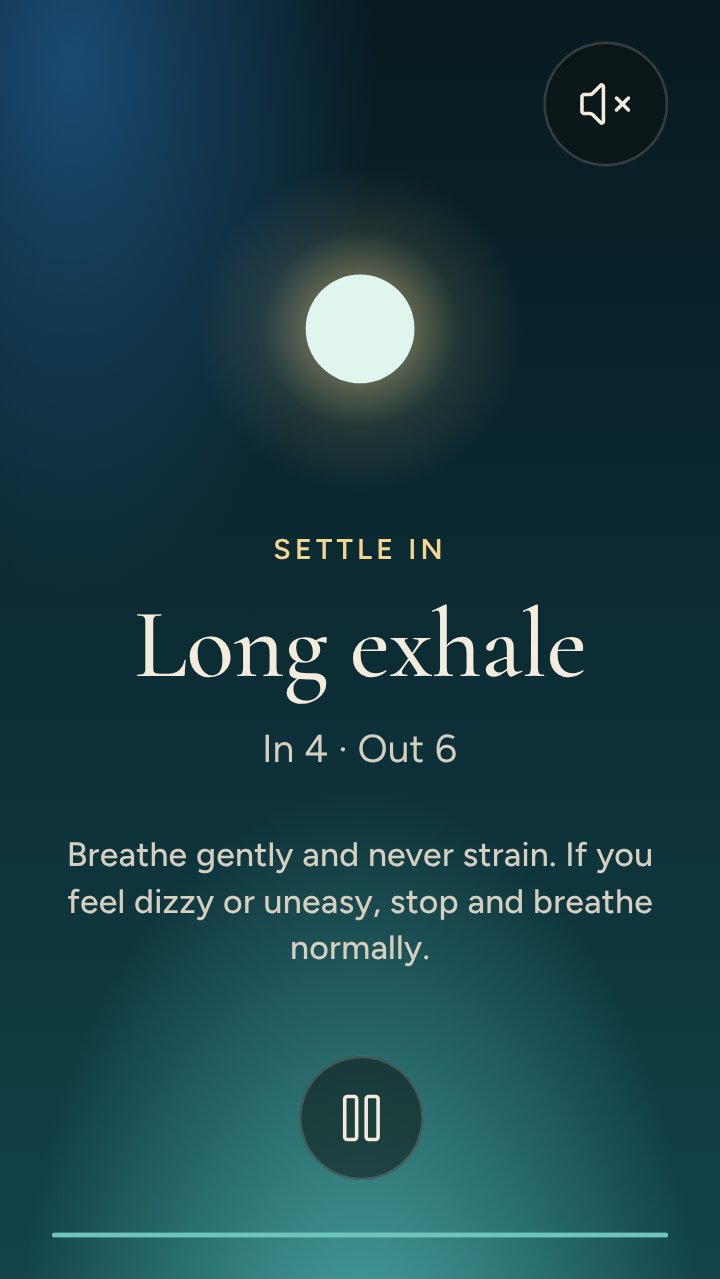 SETTLE IN
Long exhale
In 4 · Out 6
Breathe gently and never strain. If you
feel dizzy or uneasy, stop and breathe
normally.